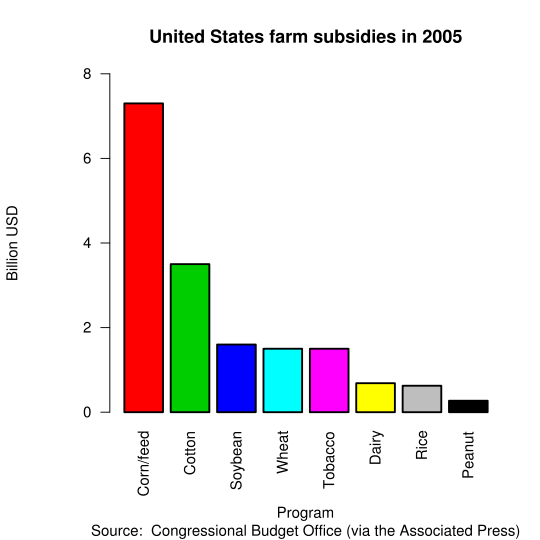 United States farm subsidies in 2005
8
6
4
2
0
Billion USD
Corn/feed
Cotton
Soybean
Wheat
Tobacco
Dairy
Rice
Peanut
Program
Source:  Congressional Budget Office (via the Associated Press)